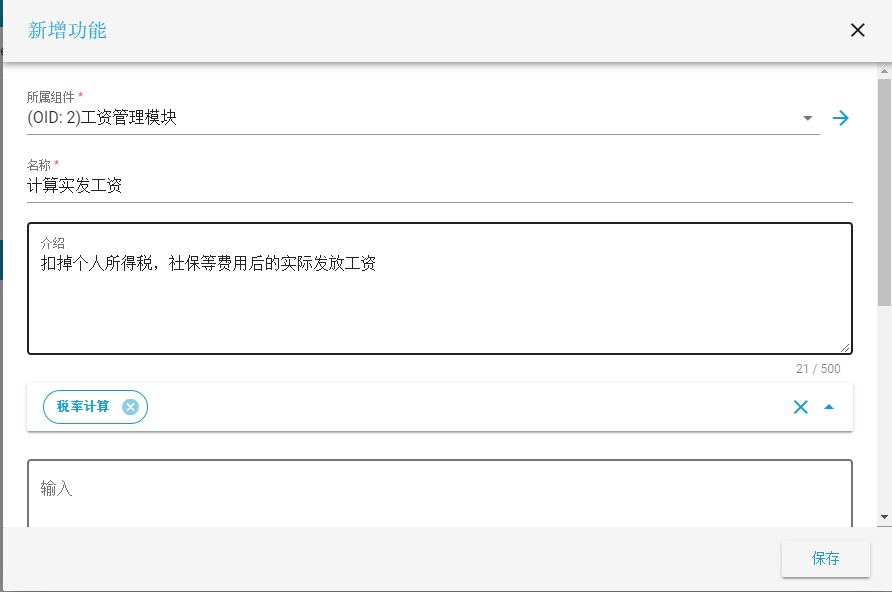 新增功能
所属组件 *
(OID: 2)工资管理模块
名称 *
计算实发工资
介绍
扣掉个人所得税，社保等费用后的实际发放工资
21 / 500
税率计算
输入
保存